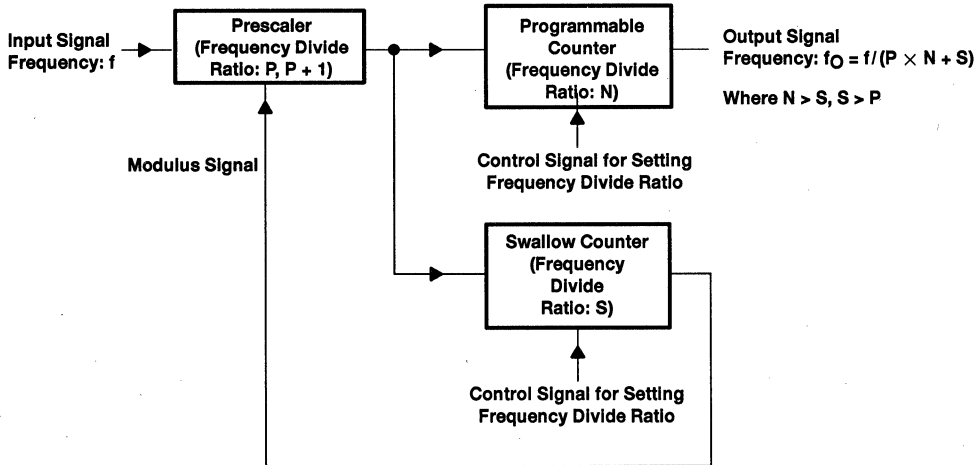 Input Signal
Frequency: f
Prescaler
(Frequency Divide
Ratio: P, P + 1)
Programmable
Counter
(Frequency Divide
Ratio: N)
Output Signal
Frequency: fO = f/(P × N + S)
Where N > S, S > P
Modulus Signal
Control Signal for Setting
Frequency Divide Ratio
Swallow Counter
(Frequency
Divide
Ratio: S)
Control Signal for Setting
Frequency Divide Ratio